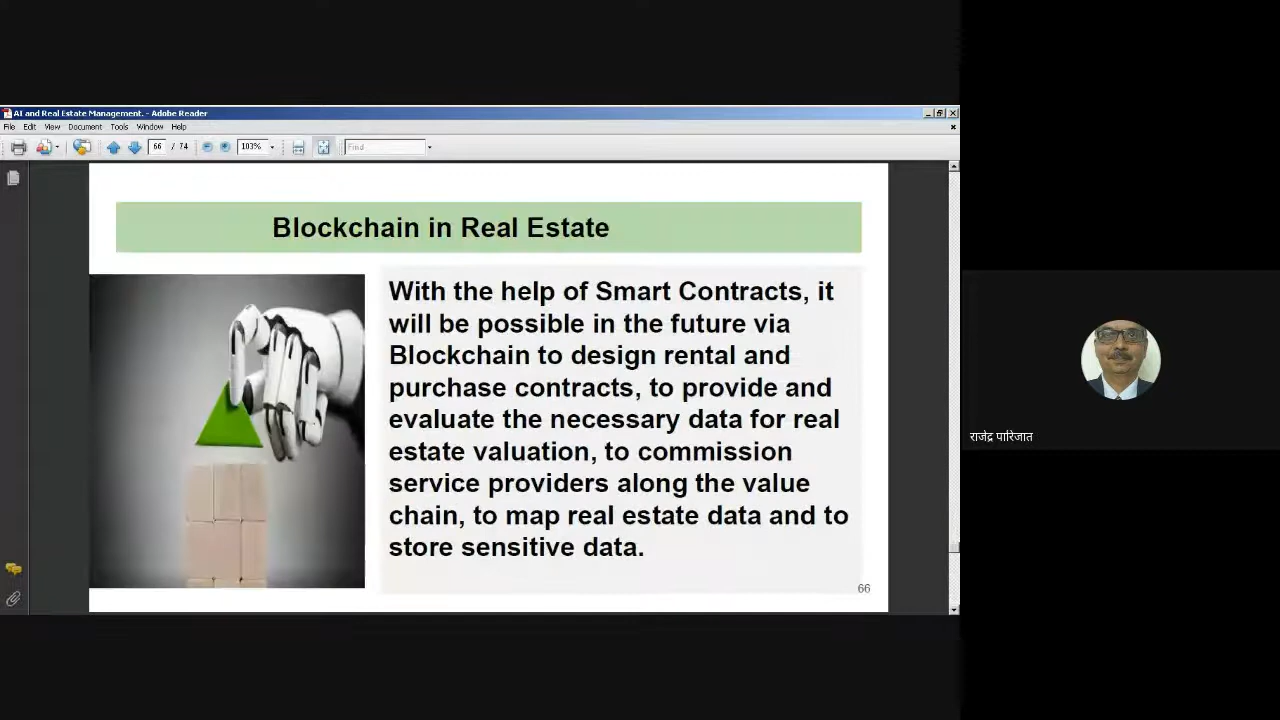 AI and Real Estate Management. - Adobe Reader
File Edit View Document Tools Window Help
66 / 74 103% Find
Blockchain in Real Estate
With the help of Smart Contracts, it
will be possible in the future via
Blockchain to design rental and
purchase contracts, to provide and
evaluate the necessary data for real
estate valuation, to commission
service providers along the value
chain, to map real estate data and to
store sensitive data.
66
राजेंद्र पारिजात